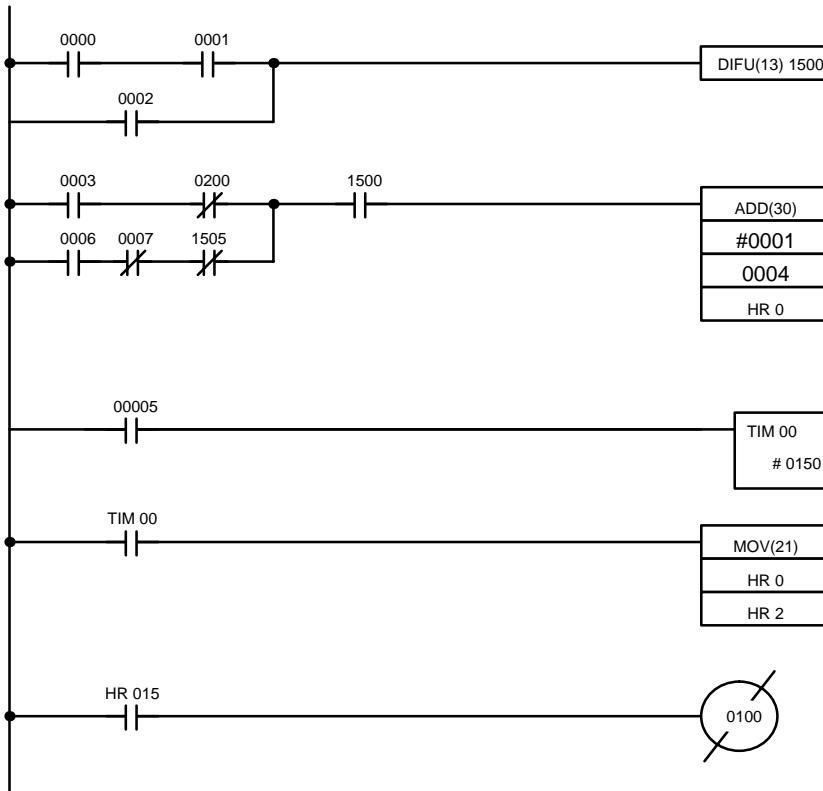 0000 0001
DIFU(13) 1500
0002
0003 0200 1500
ADD(30)
#0001
0004
HR 0
0006 0007 1505
00005
TIM 00
# 0150
TIM 00
MOV(21)
HR 0
HR 2
HR 015
0100